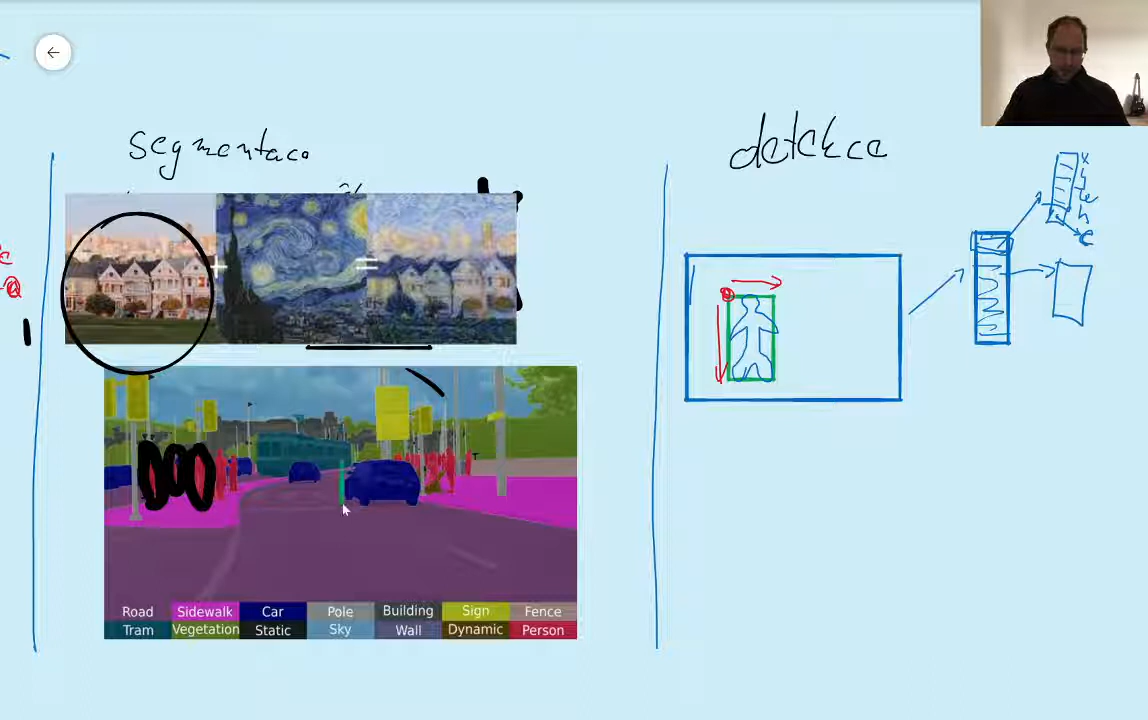 segmentace
detekce
x
h
w
h
c
Road Sidewalk Car Pole Building Sign Fence
Tram Vegetation Static Sky Wall Dynamic Person